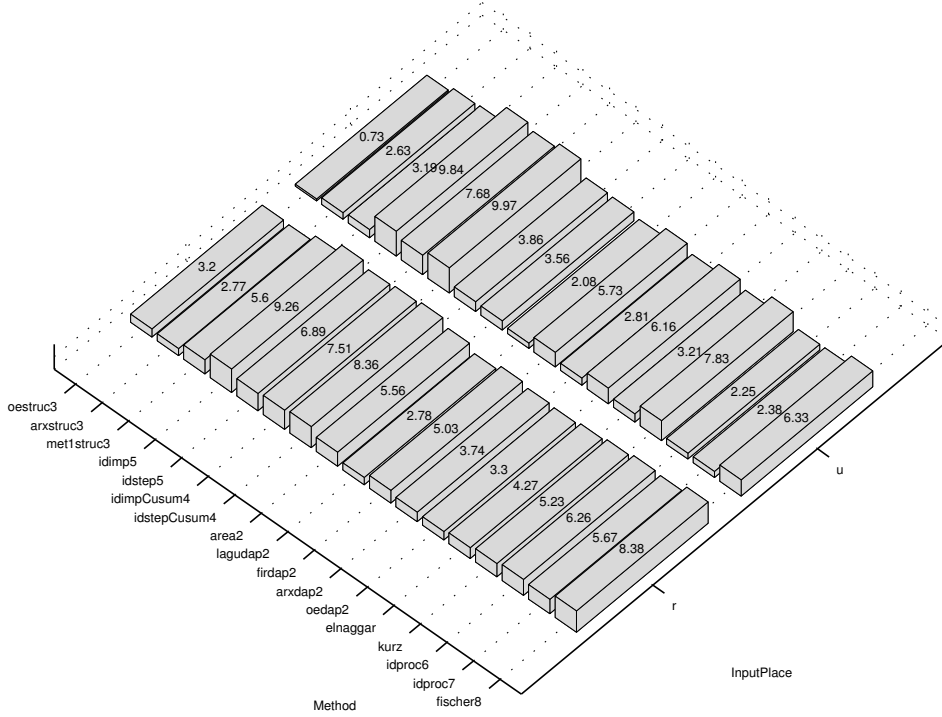 0.73
2.63
3.19
9.84
7.68
9.97
3.86
3.56
2.08
5.73
2.81
6.16
3.21
7.83
2.25
2.38
6.33
3.2
2.77
5.6
9.26
6.89
7.51
8.36
5.56
2.78
5.03
3.74
3.3
4.27
5.23
6.26
5.67
8.38
oestruc3
arxstruc3
met1struc3
idimp5
idstep5
idimpCusum4
idstepCusum4
area2
lagudap2
firdap2
arxdap2
oedap2
elnaggar
kurz
idproc6
idproc7
fischer8
Method
u
r
InputPlace